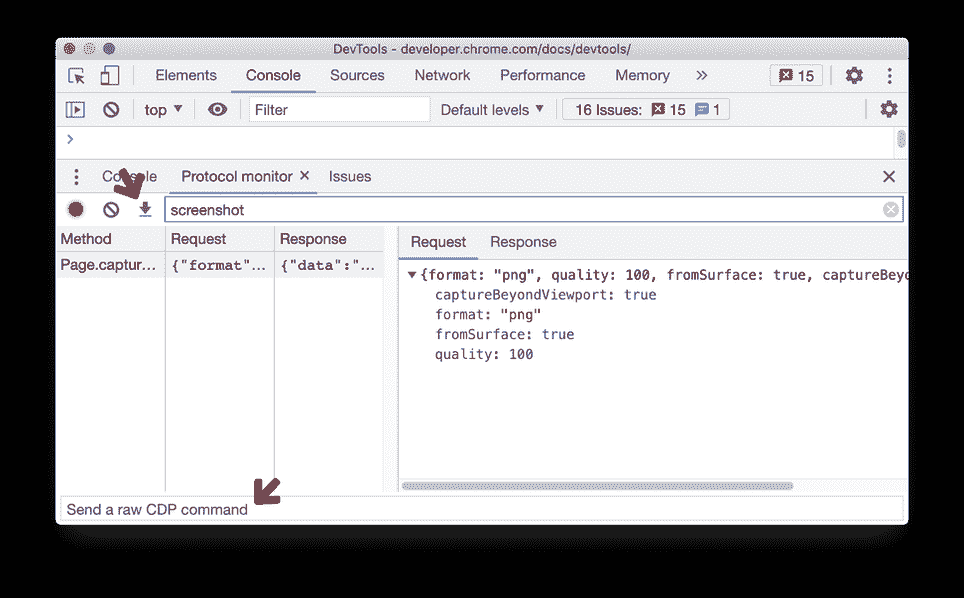 DevTools - developer.chrome.com/docs/devtools/
Elements Console Sources Network Performance Memory » 15
top ▼ Filter Default levels ▼ 16 Issues: 15 1
>
Console Protocol monitor × Issues ×
screenshot
Method Request Response Request Response
Page.captur... {"format"... {"data":"... ▼{format: "png", quality: 100, fromSurface: true, captureBeyo
captureBeyondViewport: true
format: "png"
fromSurface: true
quality: 100
Send a raw CDP command